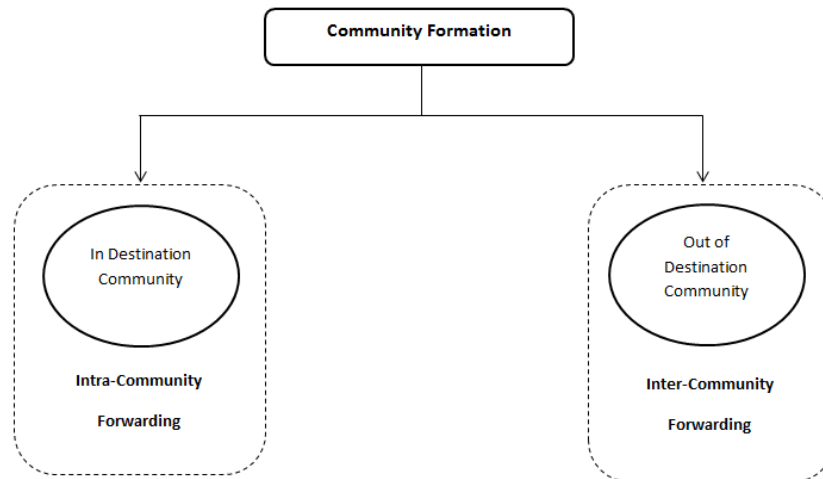 Community Formation
In Destination
Community
Intra-Community
Forwarding
Out of
Destination
Community
Inter-Community
Forwarding